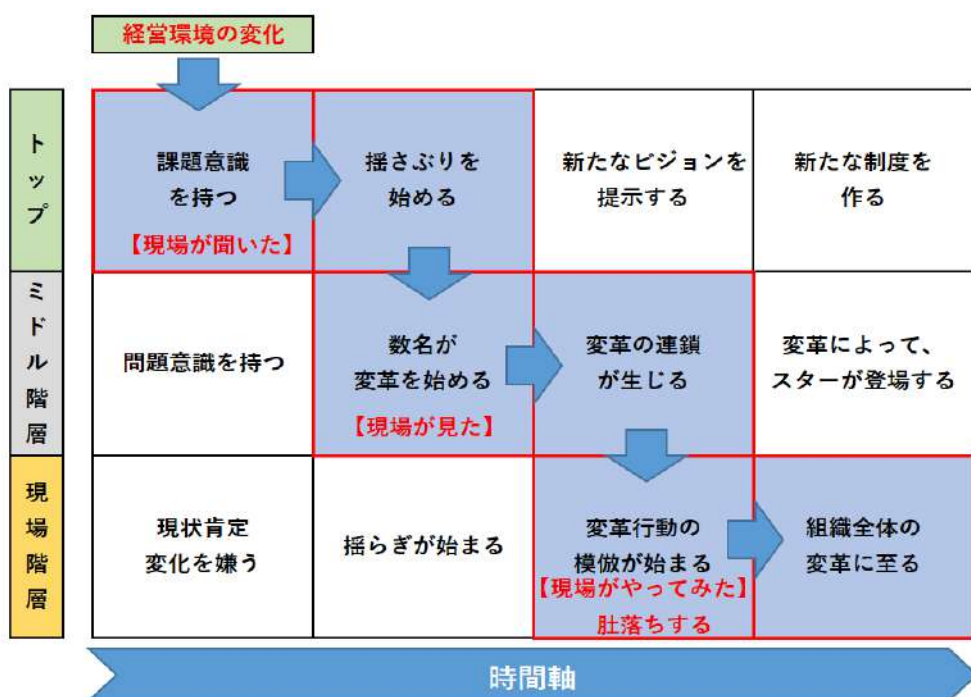 経営環境の変化
トップ
課題意識
を持つ
【現場が聞いた】
揺さぶりを
始める
新たなビジョンを
提示する
新たな制度を
作る
ミドル階層
問題意識を持つ
数名が
変革を始める
【現場が見た】
変革の連鎖
が生じる
変革によって、
スターが登場する
現場階層
現状肯定
変化を嫌う
揺らぎが始まる
変革行動の
模倣が始まる
【現場がやってみた】
肚落ちする
組織全体の
変革に至る
時間軸